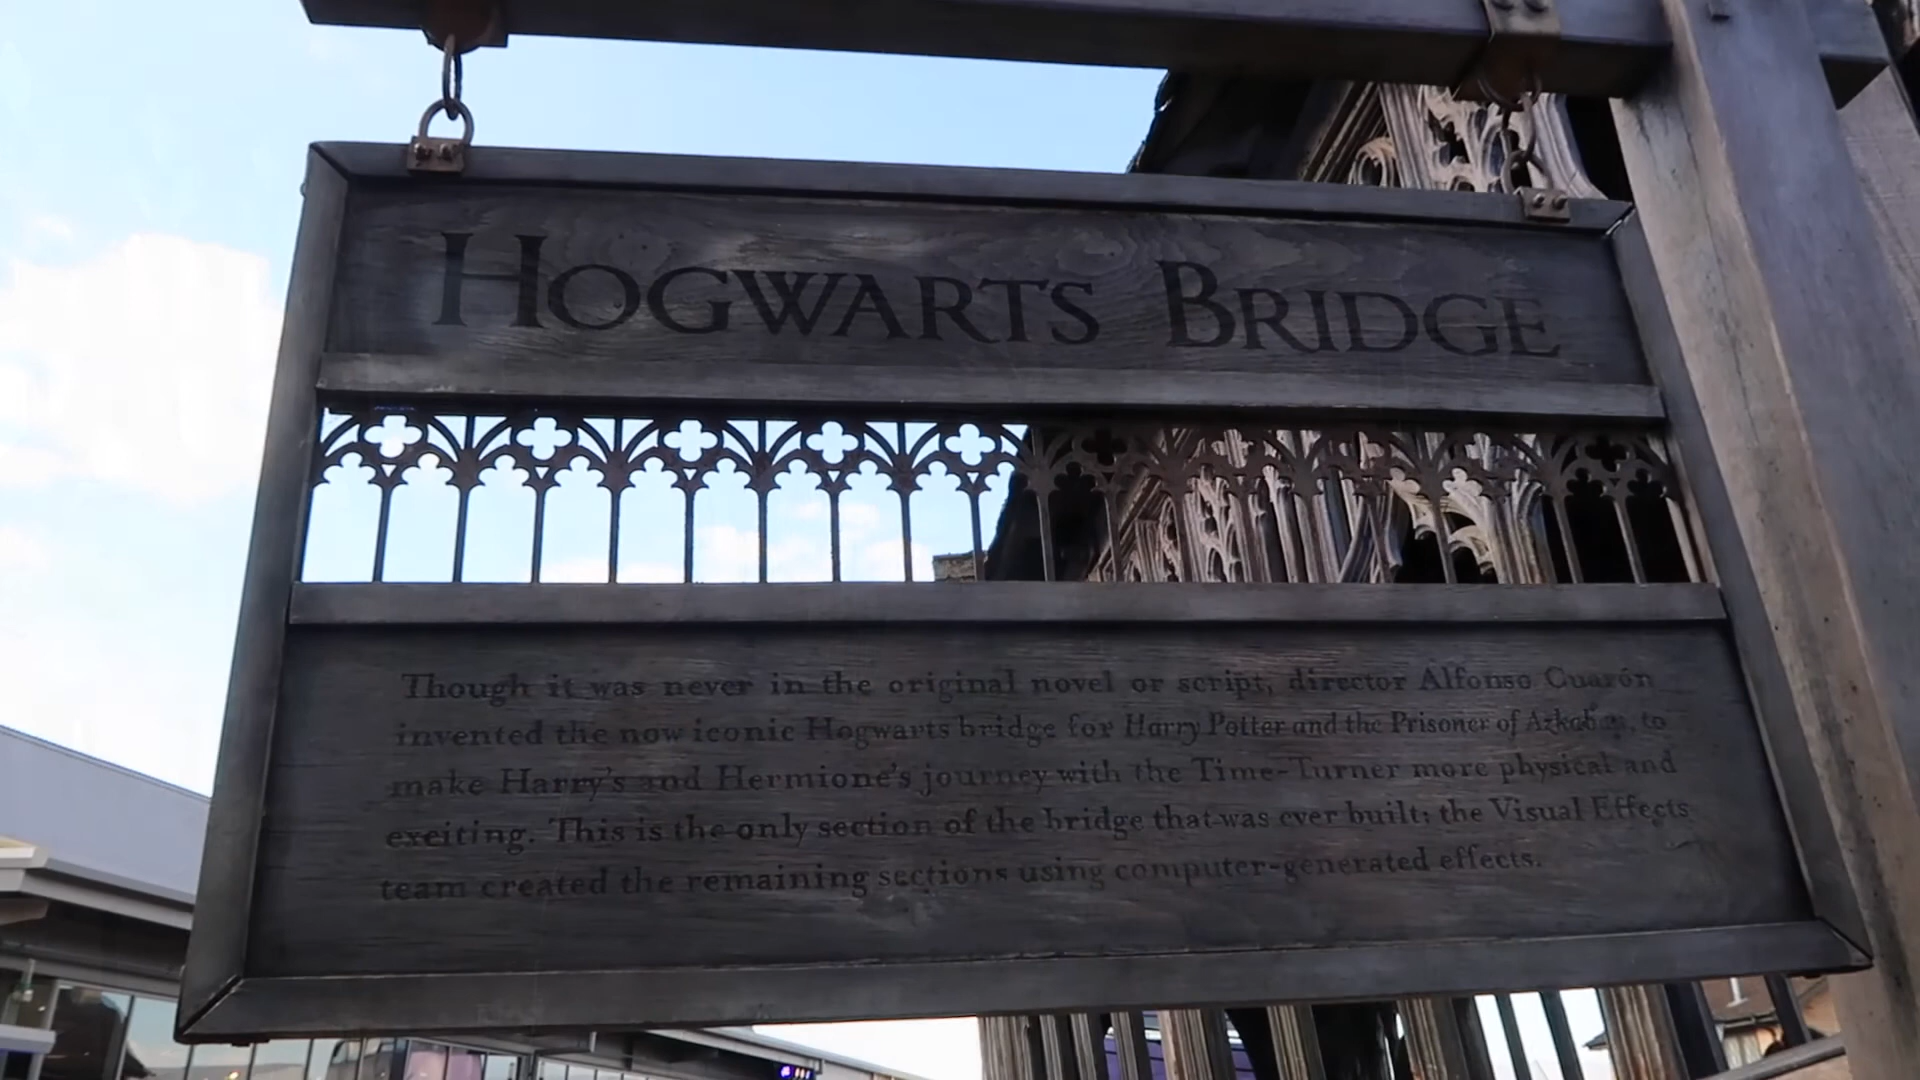 HOGWARTS BRIDGE
Though it was never in the original novel or script, director Alfonso Cuarón
invented the now iconic Hogwarts bridge for Harry Potter and the Prisoner of Azkaban, to
make Harry's and Hermione's journey with the Time-Turner more physical and
exciting. This is the only section of the bridge that was ever built; the Visual Effects
team created the remaining sections using computer-generated effects.